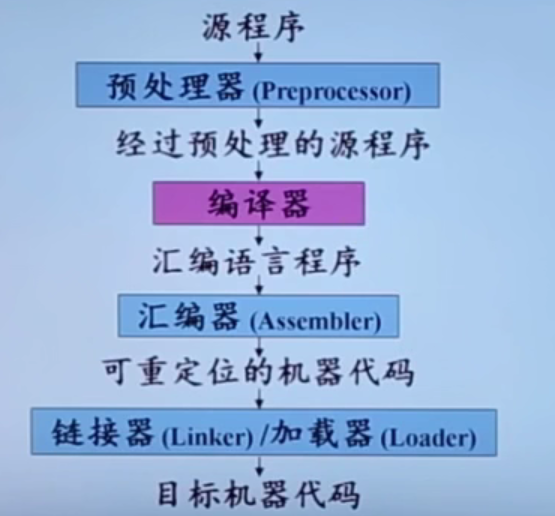 源程序
预处理器(Preprocessor)
经过预处理的源程序
编译器
汇编语言程序
汇编器(Assembler)
可重定位的机器代码
链接器(Linker)/加载器(Loader)
目标机器代码